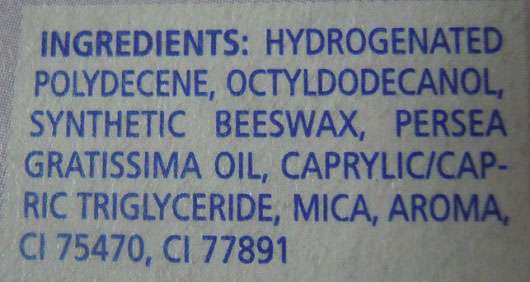 INGREDIENTS: HYDROGENATED
POLYDECENE, OCTYLDODECANOL,
SYNTHETIC BEESWAX, PERSEA
GRATISSIMA OIL, CAPRYLIC/CAP-
RIC TRIGLYCERIDE, MICA, AROMA,
CI 75470, CI 77891